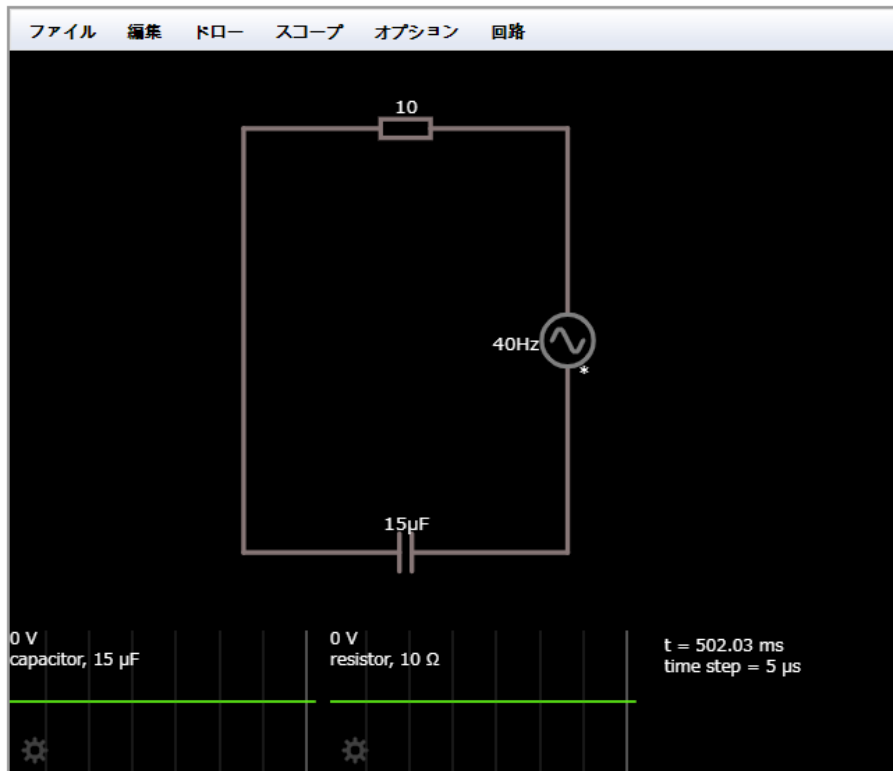 ファイル 編集 ドロー スコープ オプション 回路
10
40Hz
*
15μF
0 V
capacitor, 15 μF
0 V
resistor, 10 Ω
t = 502.03 ms
time step = 5 μs